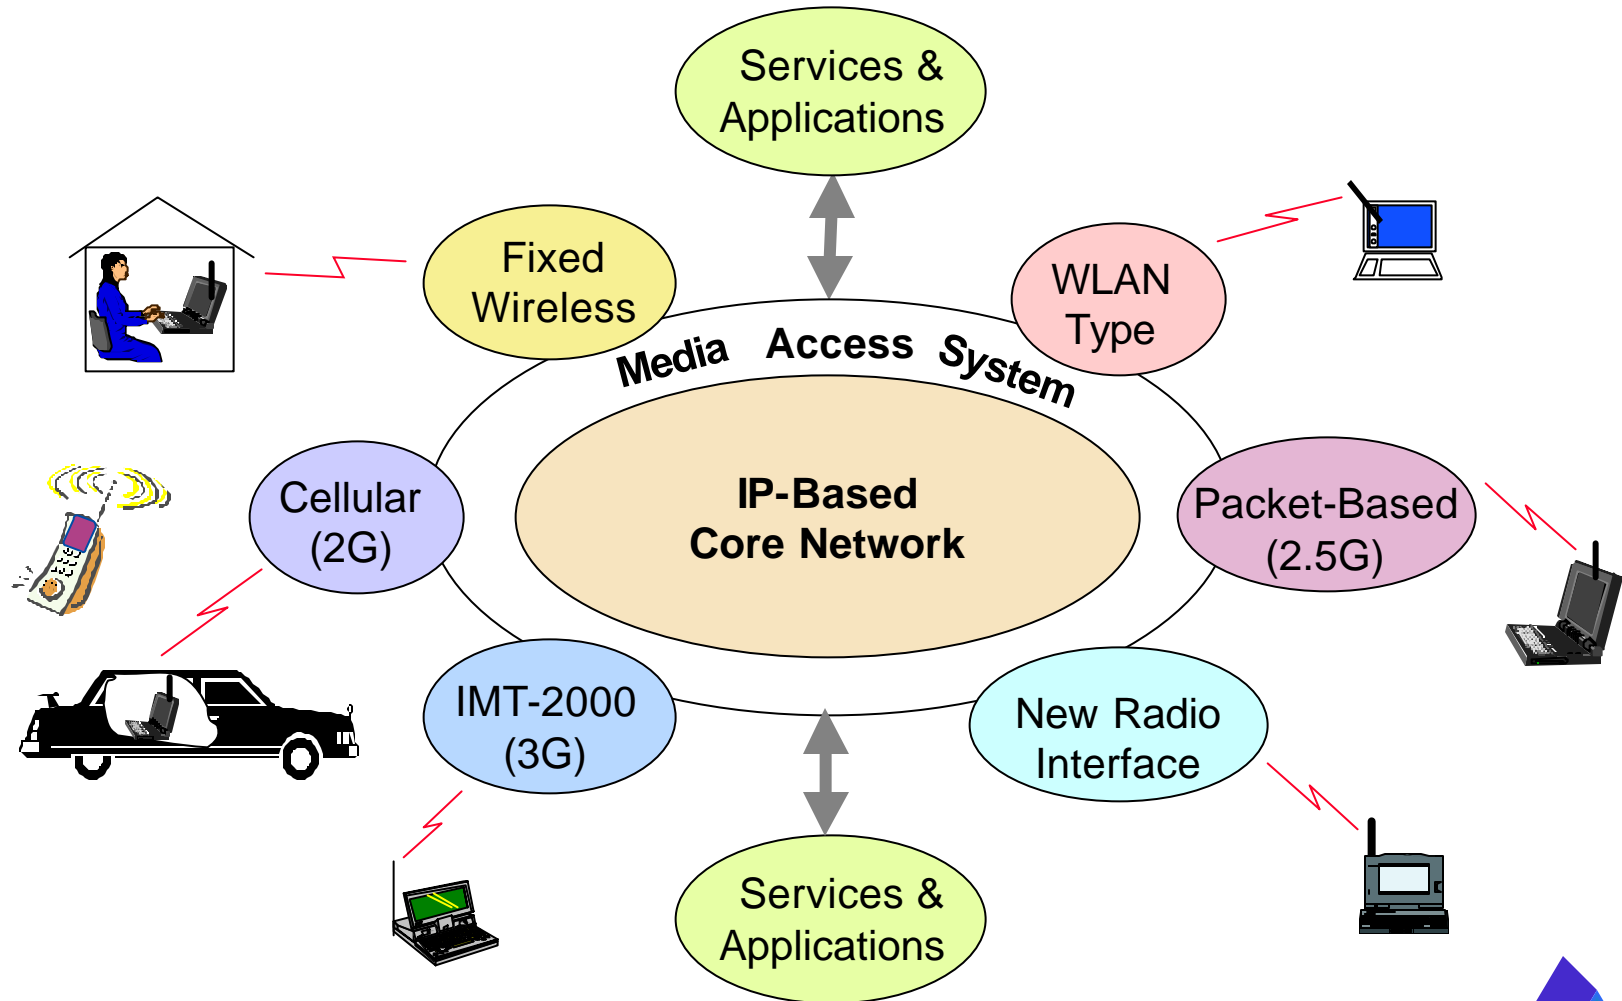 Services &
Applications
Fixed
Wireless
WLAN
Type
Media Access System
Cellular
(2G)
IP-Based
Core Network
Packet-Based
(2.5G)
IMT-2000
(3G)
New Radio
Interface
Services &
Applications